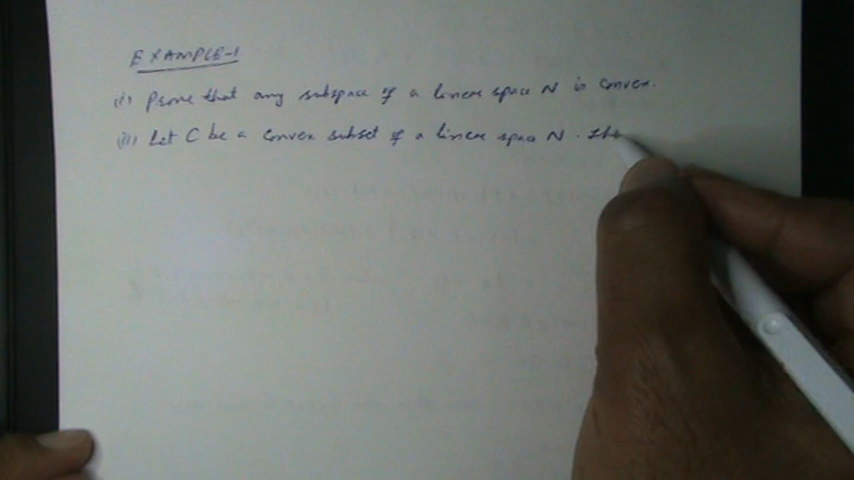 EXAMPLE-1
(i) Prove that any subspace of a linear space N is convex.
(ii) Let C be a convex subset of a linear space N. The